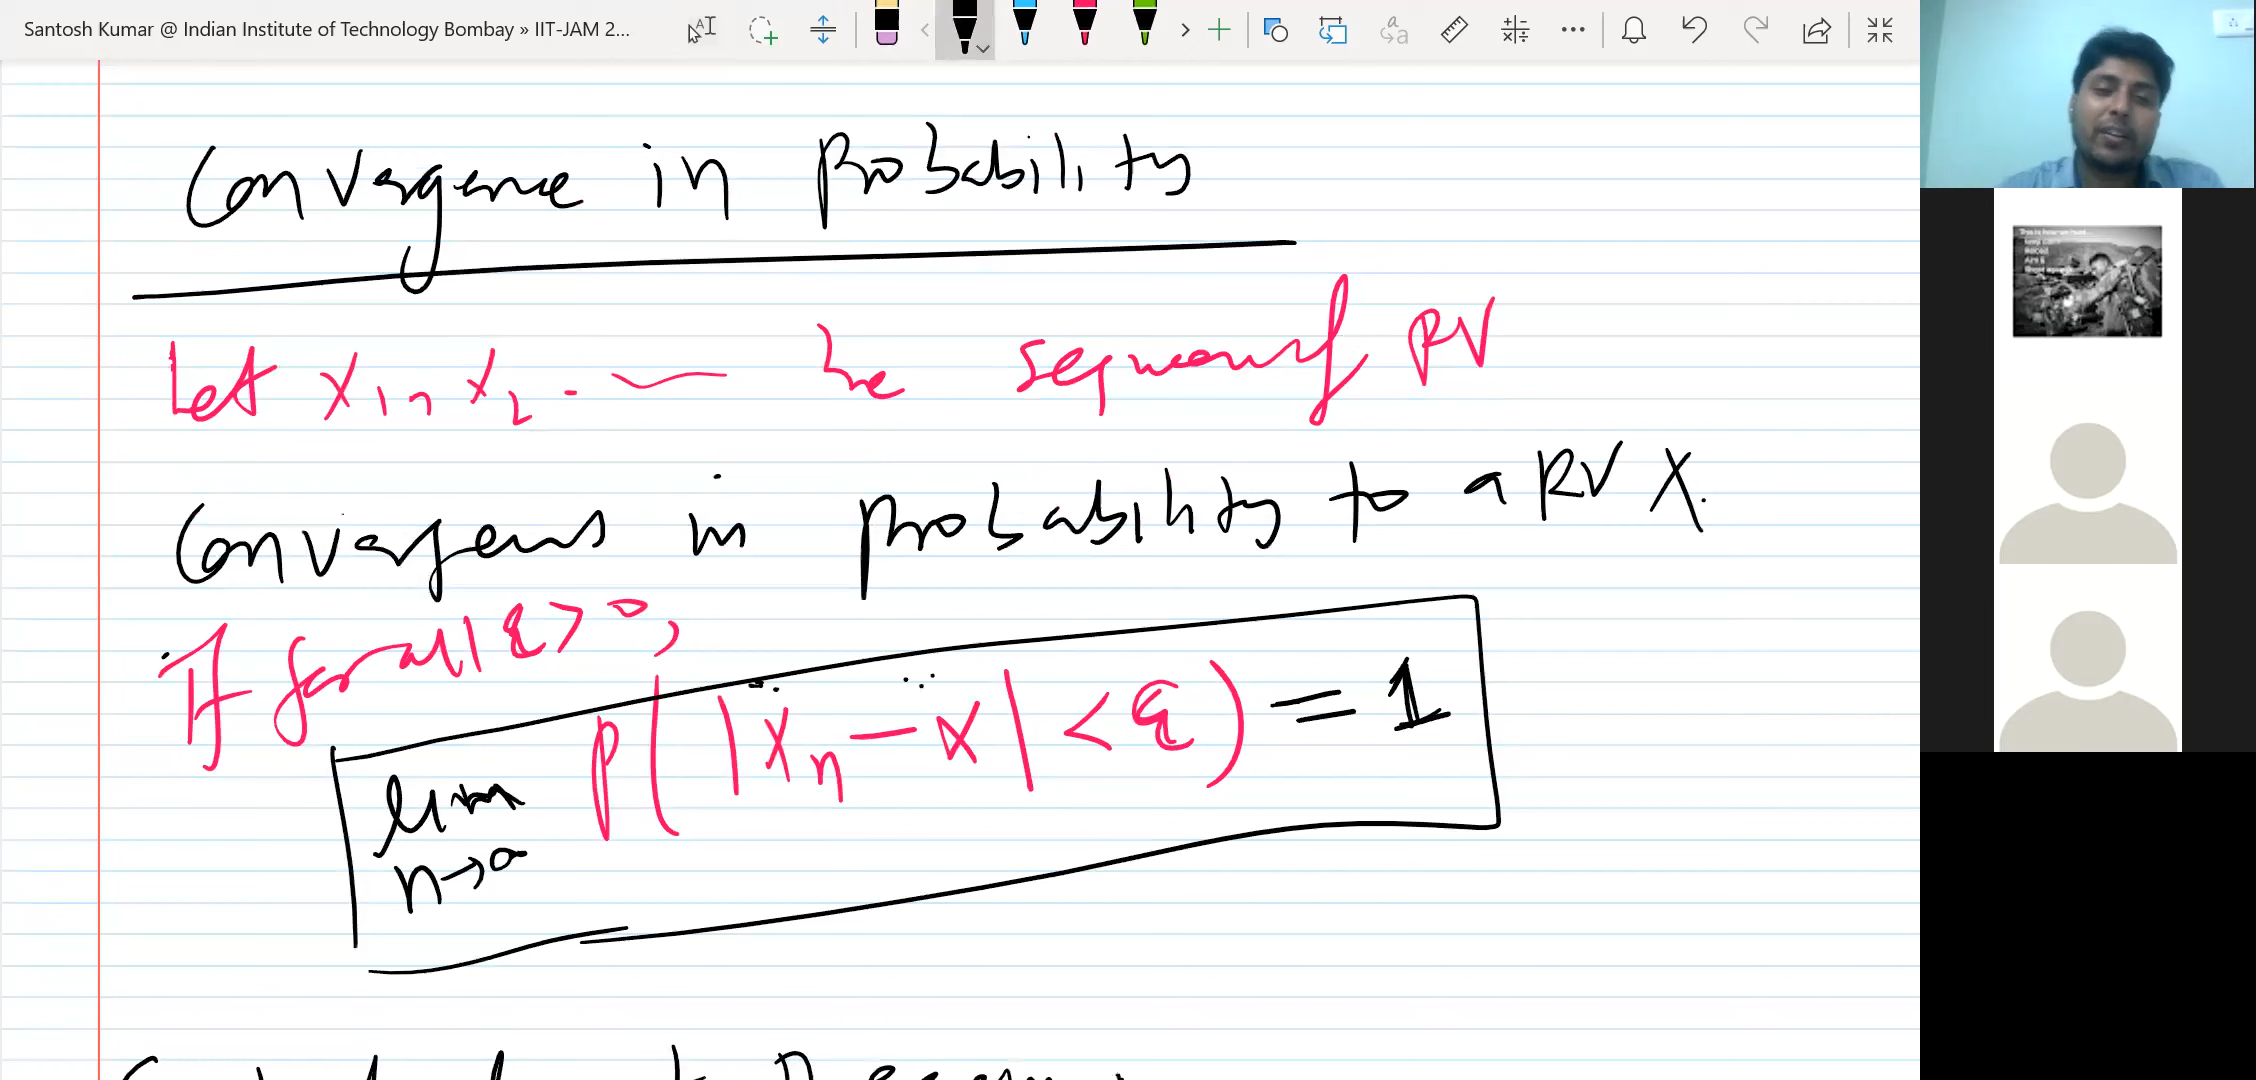 Santosh Kumar @ Indian Institute of Technology Bombay » IIT-JAM 2...
Convergence in Probability
Let X1, X2. — be sequence of RV
Convergens in probability to a RV X.
If for all ε > 0,
lim n→∞ P(|Xn − X| < ε) = 1